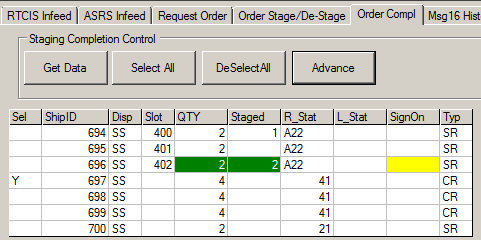 RTCIS Infeed ASRS Infeed Request Order Order Stage/De-Stage Order Compl Msg16 Hist
Staging Completion Control
Get Data Select All DeSelectAll Advance
Sel ShipID Disp Slot QTY Staged R_Stat L_Stat SignOn Typ
694 SS 400 2 1 A22 SR
695 SS 401 2 A22 SR
696 SS 402 2 2 A22 SR
Y 697 SS 4 41 CR
698 SS 4 41 CR
699 SS 4 41 CR
700 SS 2 21 SR